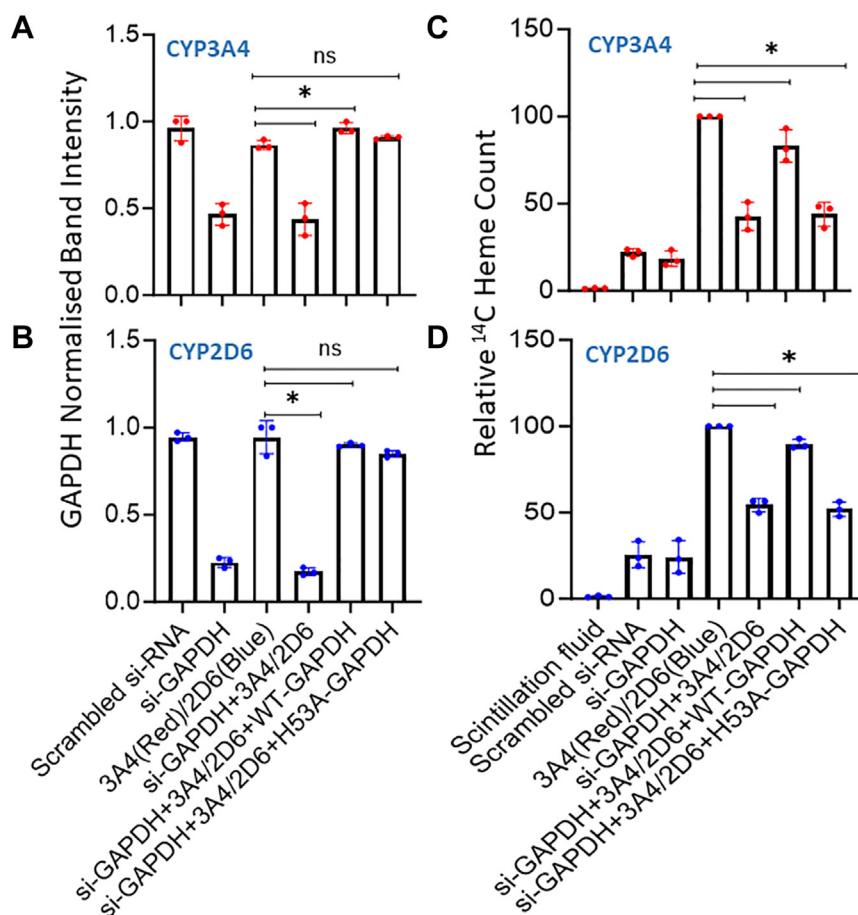 A
CYP3A4
ns
*
1.5
1.0
0.5
0.0
GAPDH Normalised Band Intensity
B
CYP2D6
ns
*
1.5
1.0
0.5
0.0
Scrambled si-RNA
si-GAPDH
3A4(Red)/2D6(Blue)
si-GAPDH+3A4/2D6
si-GAPDH+3A4/2D6+WT-GAPDH
si-GAPDH+3A4/2D6+H53A-GAPDH
C
CYP3A4
*
150
100
50
0
Relative ¹⁴C Heme Count
D
CYP2D6
*
150
100
50
0
Scintillation fluid
Scrambled si-RNA
si-GAPDH
3A4(Red)/2D6(Blue)
si-GAPDH+3A4/2D6
si-GAPDH+3A4/2D6+WT-GAPDH
si-GAPDH+3A4/2D6+H53A-GAPDH